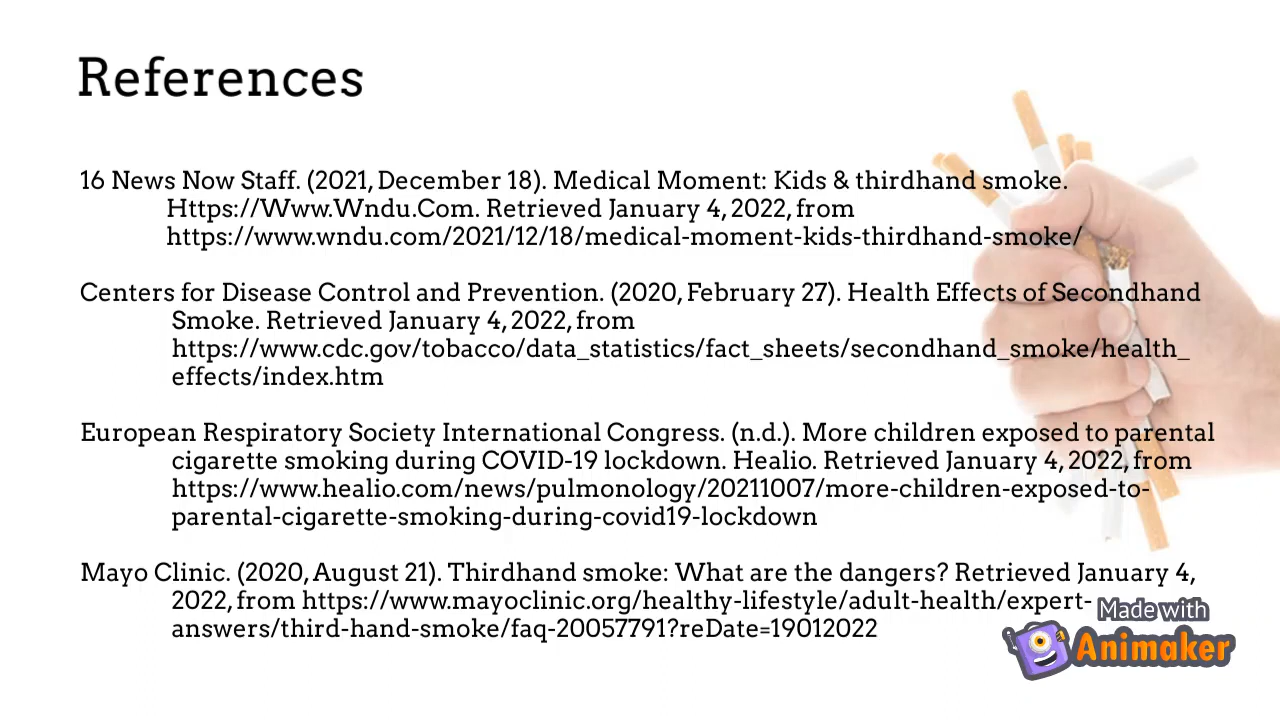 References
16 News Now Staff. (2021, December 18). Medical Moment: Kids & thirdhand smoke.
Https://Www.Wndu.Com. Retrieved January 4, 2022, from
https://www.wndu.com/2021/12/18/medical-moment-kids-thirdhand-smoke/
Centers for Disease Control and Prevention. (2020, February 27). Health Effects of Secondhand
Smoke. Retrieved January 4, 2022, from
https://www.cdc.gov/tobacco/data_statistics/fact_sheets/secondhand_smoke/health_
effects/index.htm
European Respiratory Society International Congress. (n.d.). More children exposed to parental
cigarette smoking during COVID-19 lockdown. Healio. Retrieved January 4, 2022, from
https://www.healio.com/news/pulmonology/20211007/more-children-exposed-to-
parental-cigarette-smoking-during-covid19-lockdown
Mayo Clinic. (2020, August 21). Thirdhand smoke: What are the dangers? Retrieved January 4,
2022, from https://www.mayoclinic.org/healthy-lifestyle/adult-health/expert-
answers/third-hand-smoke/faq-20057791?reDate=19012022
Made with
Animaker